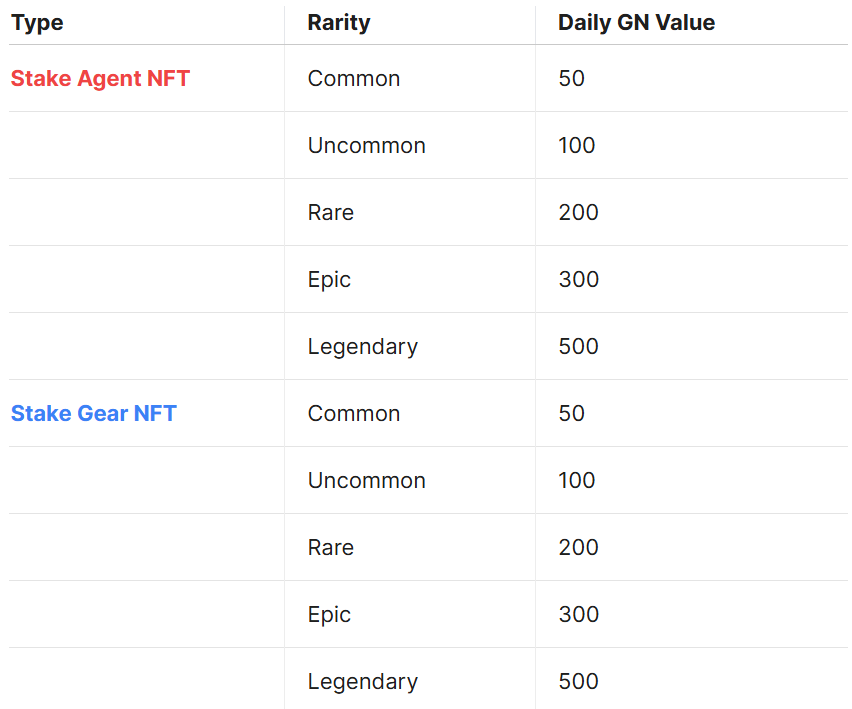 Type Rarity Daily GN Value
Stake Agent NFT Common 50
Uncommon 100
Rare 200
Epic 300
Legendary 500
Stake Gear NFT Common 50
Uncommon 100
Rare 200
Epic 300
Legendary 500